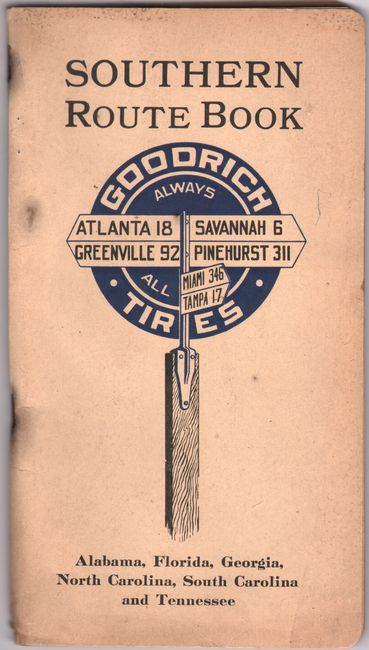 SOUTHERN
ROUTE BOOK
GOODRICH
ALWAYS
ATLANTA 18 SAVANNAH 6
GREENVILLE 92 PINEHURST 311
ALL
MIAMI 346
TAMPA 17
TIRES
Alabama, Florida, Georgia,
North Carolina, South Carolina
and Tennessee